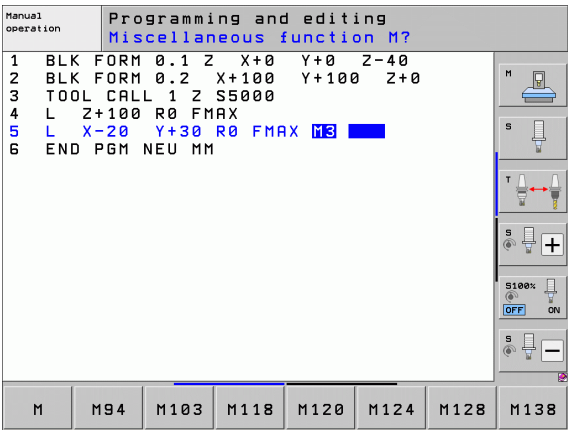 Manual
operation
Programming and editing
Miscellaneous function M?
1 BLK FORM 0.1 Z X+0 Y+0 Z-40
2 BLK FORM 0.2 X+100 Y+100 Z+0
3 TOOL CALL 1 Z S5000
4 L Z+100 R0 FMAX
5 L X-20 Y+30 R0 FMAX M3
6 END PGM NEU MM
M
S
T
S
+
S100%
OFF ON
S
−
M M94 M103 M118 M120 M124 M128 M138